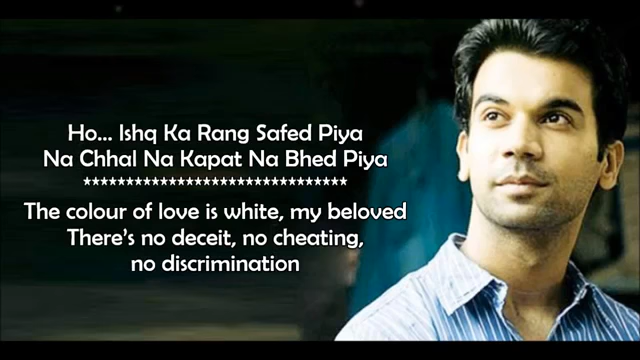 Ho... Ishq Ka Rang Safed Piya
Na Chhal Na Kapat Na Bhed Piya
*******************************
The colour of love is white, my beloved
There's no deceit, no cheating,
no discrimination